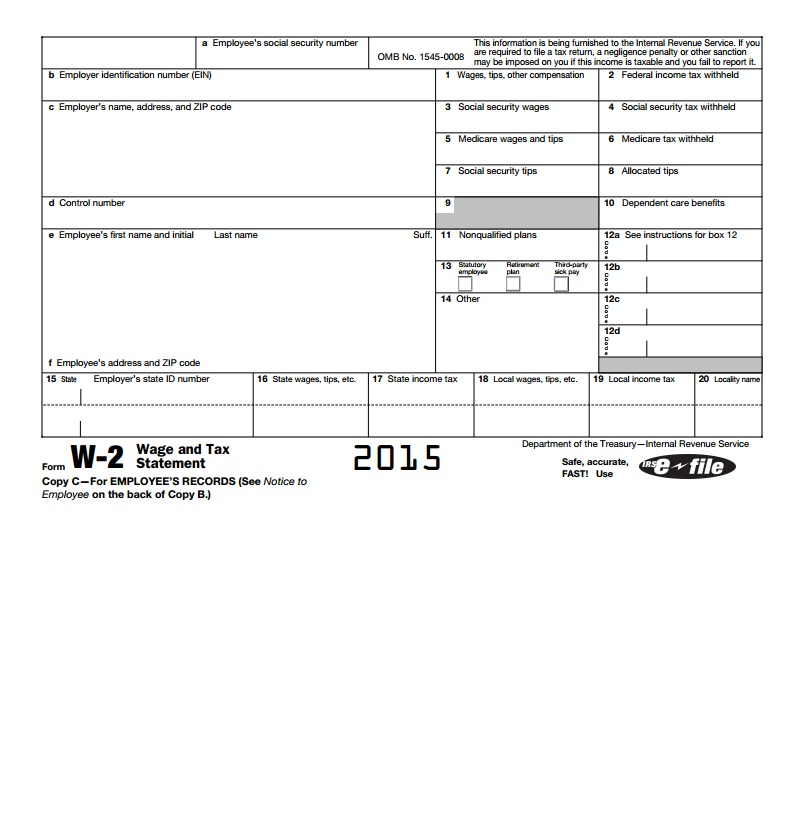 a Employee's social security number
OMB No. 1545-0008
This information is being furnished to the Internal Revenue Service. If you
are required to file a tax return, a negligence penalty or other sanction
may be imposed on you if this income is taxable and you fail to report it.
b Employer identification number (EIN)
1 Wages, tips, other compensation
2 Federal income tax withheld
c Employer's name, address, and ZIP code
3 Social security wages
4 Social security tax withheld
5 Medicare wages and tips
6 Medicare tax withheld
7 Social security tips
8 Allocated tips
d Control number
9
10 Dependent care benefits
e Employee's first name and initial Last name Suff.
11 Nonqualified plans
12a See instructions for box 12
Code
13 Statutory employee Retirement plan Third-party sick pay
12b
Code
14 Other
12c
Code
12d
Code
f Employee's address and ZIP code
15 State Employer's state ID number
16 State wages, tips, etc.
17 State income tax
18 Local wages, tips, etc.
19 Local income tax
20 Locality name
Form W-2 Wage and Tax
Statement
2015
Department of the Treasury—Internal Revenue Service
Safe, accurate,
FAST! Use
IRS e-file
Copy C—For EMPLOYEE'S RECORDS (See Notice to
Employee on the back of Copy B.)